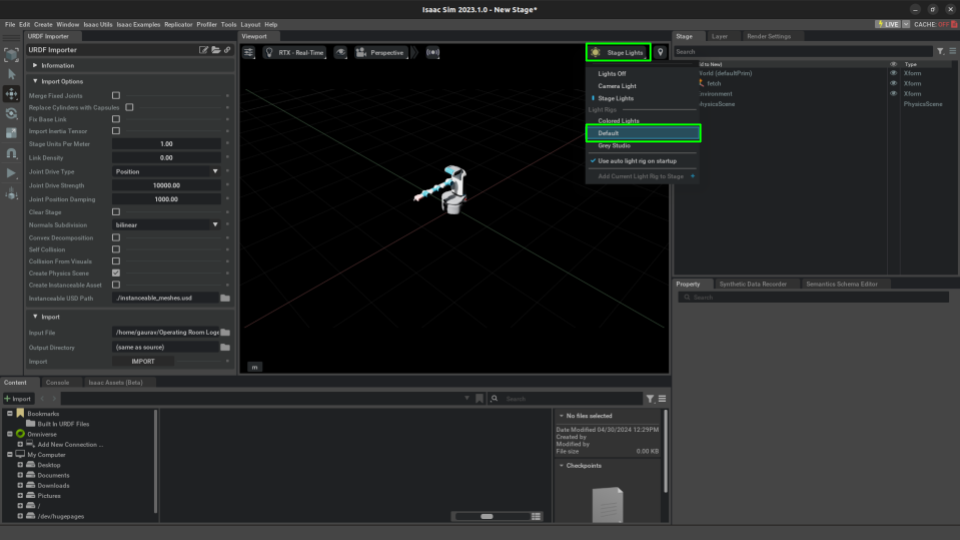 Isaac Sim 2023.1.0 - New Stage*
File Edit Create Window Isaac Utils Isaac Examples Replicator Profiler Tools Layout Help
LIVE CACHE: OFF
URDF Importer
URDF Importer
Information
Import Options
Merge Fixed Joints
Replace Cylinders with Capsules
Fix Base Link
Import Inertia Tensor
Stage Units Per Meter 1.00
Link Density 0.00
Joint Drive Type Position
Joint Drive Strength 10000.00
Joint Position Damping 1000.00
Clear Stage
Normals Subdivision bilinear
Convex Decomposition
Self Collision
Collision From Visuals
Create Physics Scene
Create Instanceable Asset
Instanceable USD Path ./instanceable_meshes.usd
Import
Input File /home/gaurav/Operating Room Logs
Output Directory (same as source)
Import IMPORT
Viewport
RTX - Real-Time Perspective Stage Lights
Lights Off
Camera Light
Stage Lights
Light Rigs
Colored Lights
Default
Grey Studio
Use auto light rig on startup
Add Current Light Rig to Stage
m
Stage Layer Render Settings
Search
d to New) Type
orld (defaultPrim) Xform
fetch Xform
nvironment Xform
hysicsScene PhysicsScene
Property Synthetic Data Recorder Semantics Schema Editor
Search
Content Console Isaac Assets (Beta)
Import Search
Bookmarks
Built In URDF Files
Omniverse
Add New Connection ...
My Computer
Desktop
Documents
Downloads
Pictures
/
/dev/hugepages
No files selected
Date Modified 04/30/2024 12:29PM
Created by
Modified by
File size 0.00 KB
Checkpoints